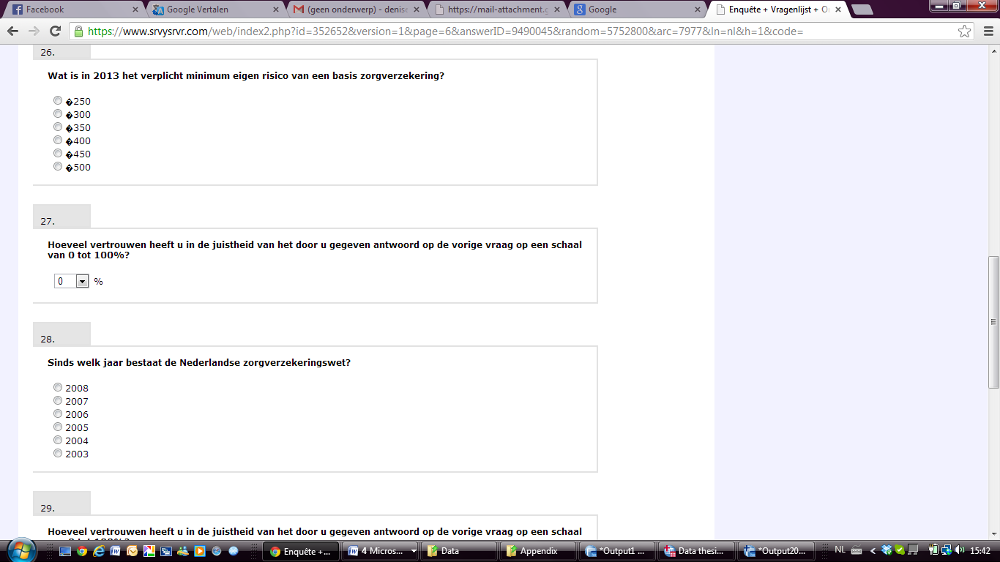 Facebook
Google Vertalen
(geen onderwerp) - denise
https://mail-attachment.g
Google
Enquête + Vragenlijst + O
https://www.srvysrvr.com/web/index2.php?id=352652&version=1&page=6&answerID=9490045&random=5752800&arc=7977&ln=nl&h=1&code=
26.
Wat is in 2013 het verplicht minimum eigen risico van een basis zorgverzekering?
�250
�300
�350
�400
�450
�500
27.
Hoeveel vertrouwen heeft u in de juistheid van het door u gegeven antwoord op de vorige vraag op een schaal
van 0 tot 100%?
0 %
28.
Sinds welk jaar bestaat de Nederlandse zorgverzekeringswet?
2008
2007
2006
2005
2004
2003
29.
Hoeveel vertrouwen heeft u in de juistheid van het door u gegeven antwoord op de vorige vraag op een schaal
Enquête +...
4 Micros...
Data
Appendix
*Output1 ...
Data thesi...
*Output20...
NL
15:42